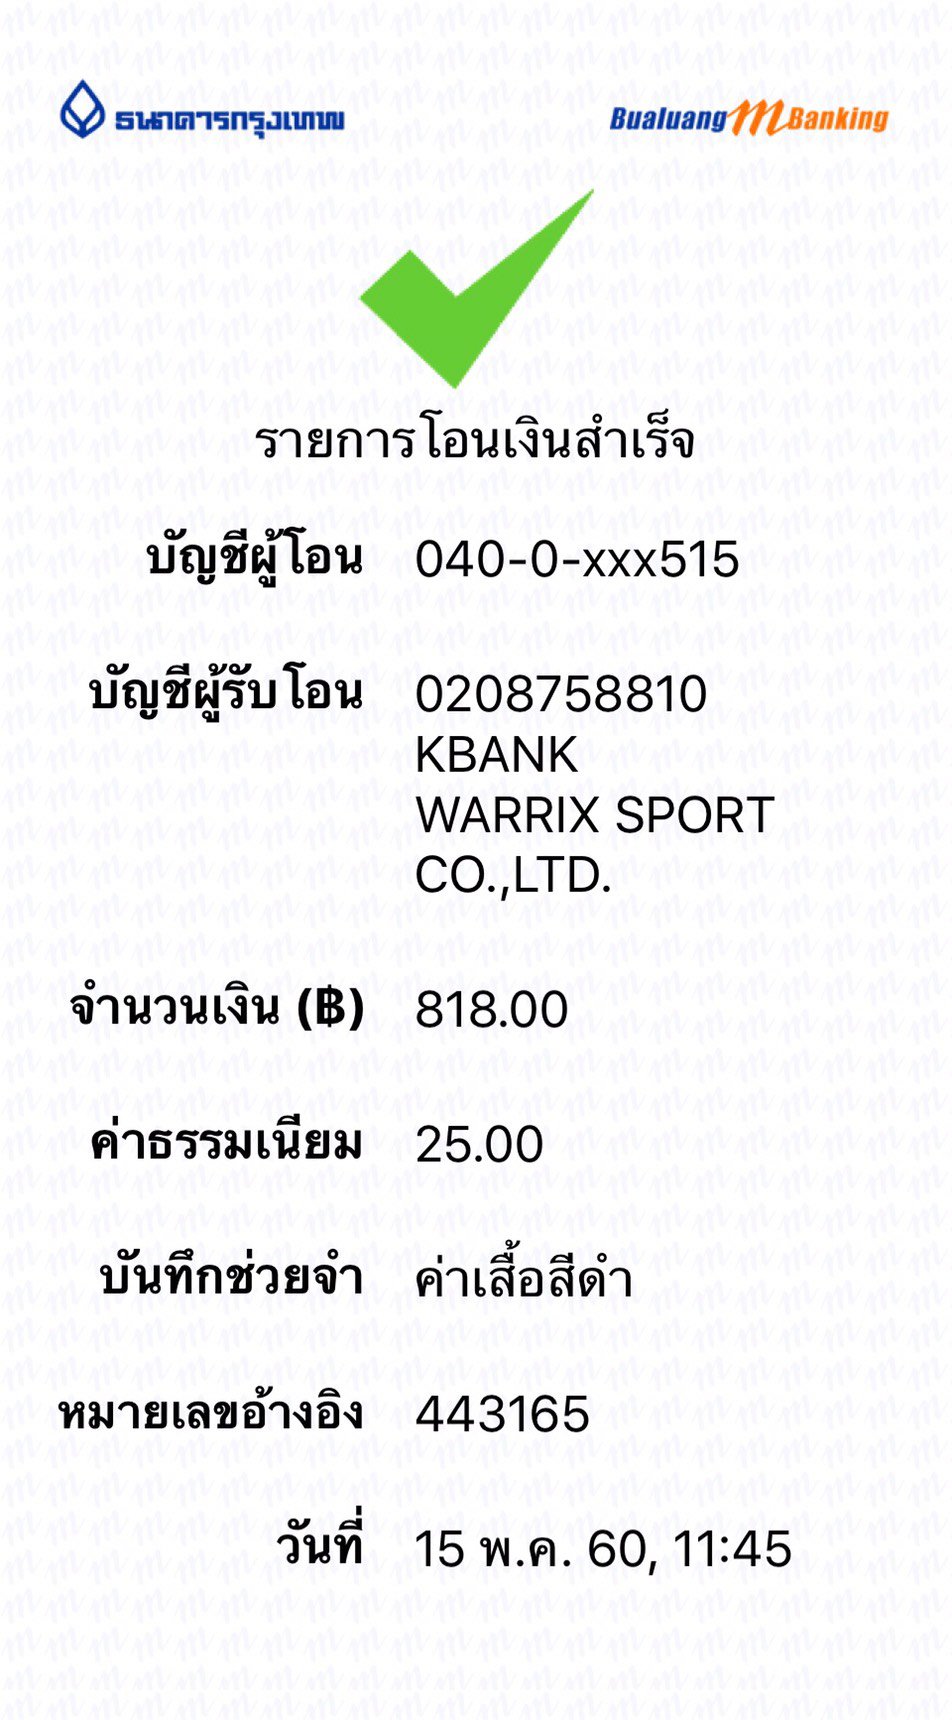 ธนาคารกรุงเทพ
Bualuang mBanking
รายการโอนเงินสำเร็จ
บัญชีผู้โอน 040-0-xxx515
บัญชีผู้รับโอน 0208758810
KBANK
WARRIX SPORT
CO.,LTD.
จำนวนเงิน (฿) 818.00
ค่าธรรมเนียม 25.00
บันทึกช่วยจำ ค่าเสื้อสีดำ
หมายเลขอ้างอิง 443165
วันที่ 15 พ.ค. 60, 11:45